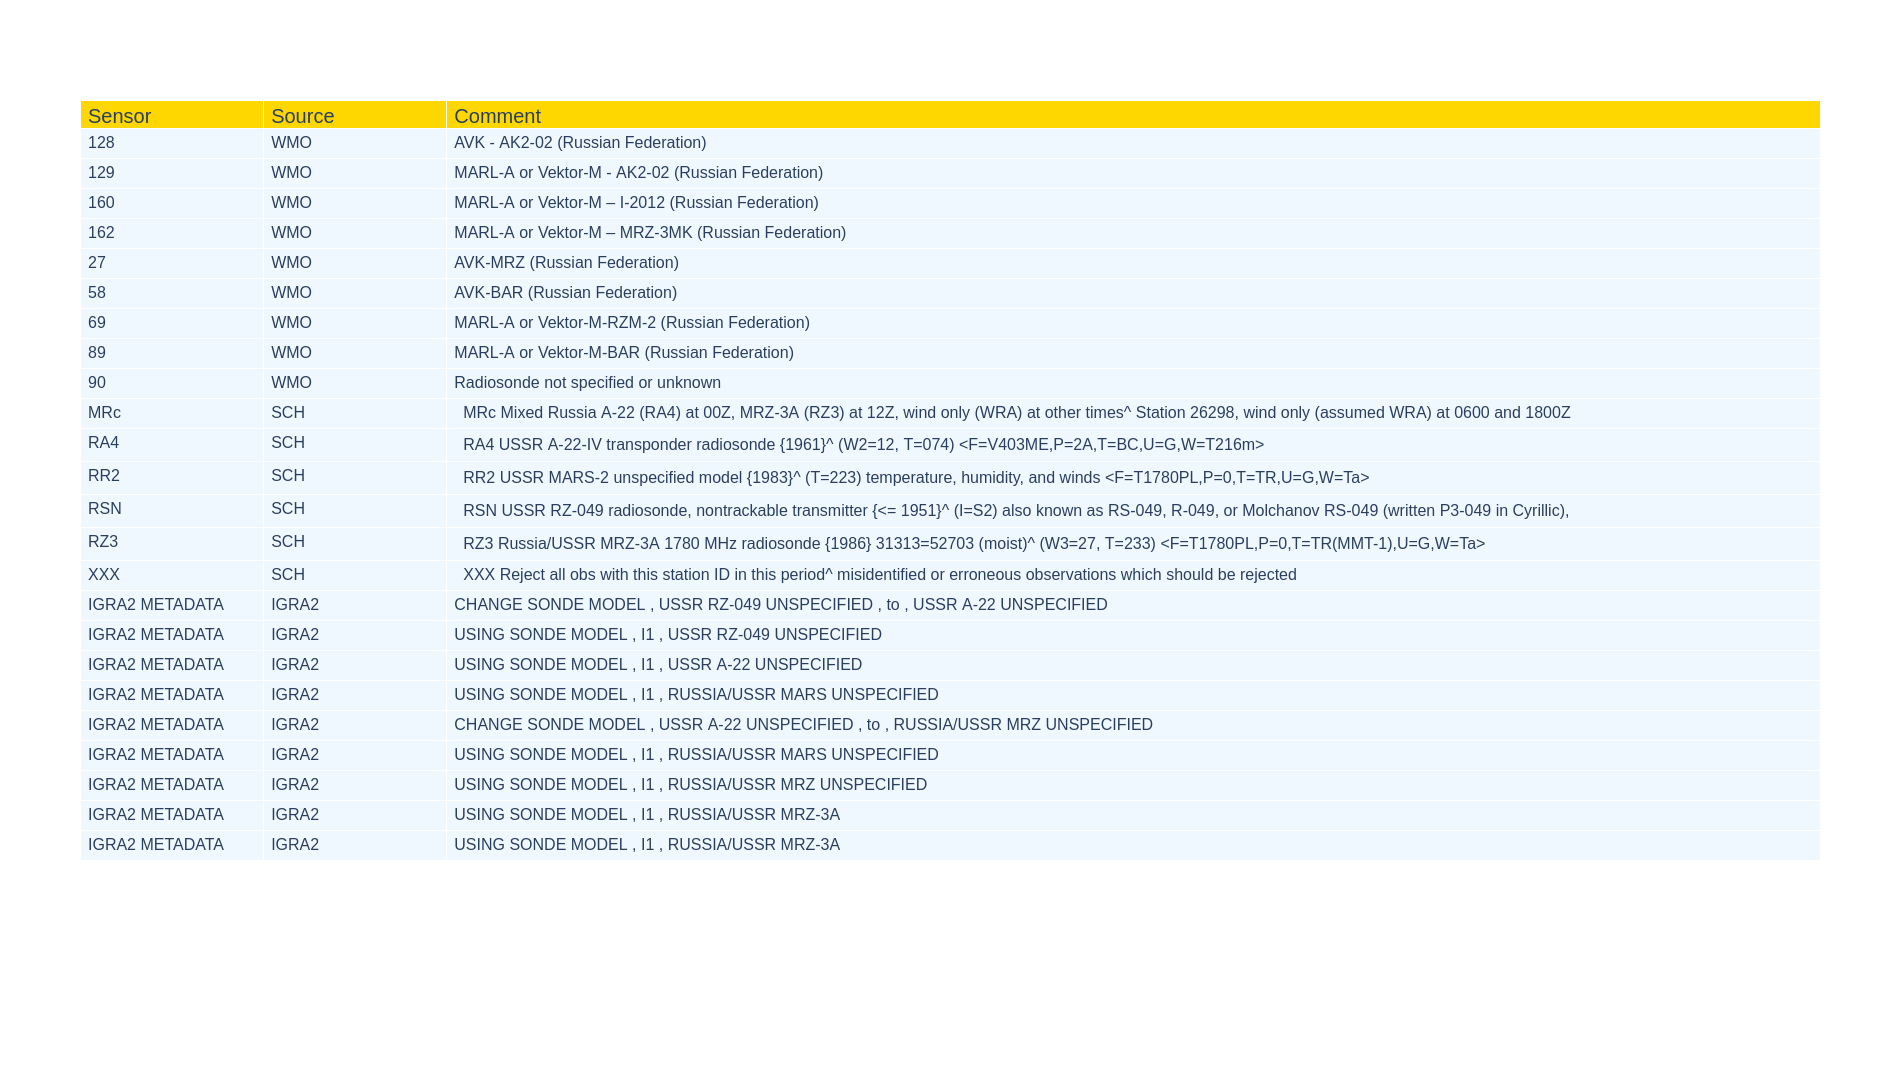 Sensor Source Comment
128 WMO AVK - AK2-02 (Russian Federation)
129 WMO MARL-A or Vektor-M - AK2-02 (Russian Federation)
160 WMO MARL-A or Vektor-M – I-2012 (Russian Federation)
162 WMO MARL-A or Vektor-M – MRZ-3MK (Russian Federation)
27 WMO AVK-MRZ (Russian Federation)
58 WMO AVK-BAR (Russian Federation)
69 WMO MARL-A or Vektor-M-RZM-2 (Russian Federation)
89 WMO MARL-A or Vektor-M-BAR (Russian Federation)
90 WMO Radiosonde not specified or unknown
MRc SCH MRc Mixed Russia A-22 (RA4) at 00Z, MRZ-3A (RZ3) at 12Z, wind only (WRA) at other times^ Station 26298, wind only (assumed WRA) at 0600 and 1800Z
RA4 SCH RA4 USSR A-22-IV transponder radiosonde {1961}^ (W2=12, T=074) <F=V403ME,P=2A,T=BC,U=G,W=T216m>
RR2 SCH RR2 USSR MARS-2 unspecified model {1983}^ (T=223) temperature, humidity, and winds <F=T1780PL,P=0,T=TR,U=G,W=Ta>
RSN SCH RSN USSR RZ-049 radiosonde, nontrackable transmitter {<= 1951}^ (I=S2) also known as RS-049, R-049, or Molchanov RS-049 (written P3-049 in Cyrillic),
RZ3 SCH RZ3 Russia/USSR MRZ-3A 1780 MHz radiosonde {1986} 31313=52703 (moist)^ (W3=27, T=233) <F=T1780PL,P=0,T=TR(MMT-1),U=G,W=Ta>
XXX SCH XXX Reject all obs with this station ID in this period^ misidentified or erroneous observations which should be rejected
IGRA2 METADATA IGRA2 CHANGE SONDE MODEL , USSR RZ-049 UNSPECIFIED , to , USSR A-22 UNSPECIFIED
IGRA2 METADATA IGRA2 USING SONDE MODEL , I1 , USSR RZ-049 UNSPECIFIED
IGRA2 METADATA IGRA2 USING SONDE MODEL , I1 , USSR A-22 UNSPECIFIED
IGRA2 METADATA IGRA2 USING SONDE MODEL , I1 , RUSSIA/USSR MARS UNSPECIFIED
IGRA2 METADATA IGRA2 CHANGE SONDE MODEL , USSR A-22 UNSPECIFIED , to , RUSSIA/USSR MRZ UNSPECIFIED
IGRA2 METADATA IGRA2 USING SONDE MODEL , I1 , RUSSIA/USSR MARS UNSPECIFIED
IGRA2 METADATA IGRA2 USING SONDE MODEL , I1 , RUSSIA/USSR MRZ UNSPECIFIED
IGRA2 METADATA IGRA2 USING SONDE MODEL , I1 , RUSSIA/USSR MRZ-3A
IGRA2 METADATA IGRA2 USING SONDE MODEL , I1 , RUSSIA/USSR MRZ-3A